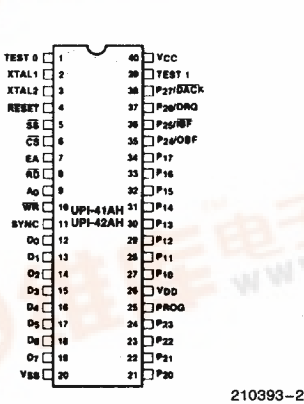 TEST 0 1 40 VCC
XTAL1 2 39 TEST 1
XTAL2 3 38 P27/DACK
RESET 4 37 P26/DRQ
SS 5 36 P25/IBF
CS 6 35 P24/OBF
EA 7 34 P17
RD 8 33 P16
A0 9 32 P15
WR 10 UPI-41AH 31 P14
SYNC 11 UPI-42AH 30 P13
D0 12 29 P12
D1 13 28 P11
D2 14 27 P10
D3 15 26 VDD
D4 16 25 PROG
D5 17 24 P23
D6 18 23 P22
D7 19 22 P21
VSS 20 21 P20
210393-2